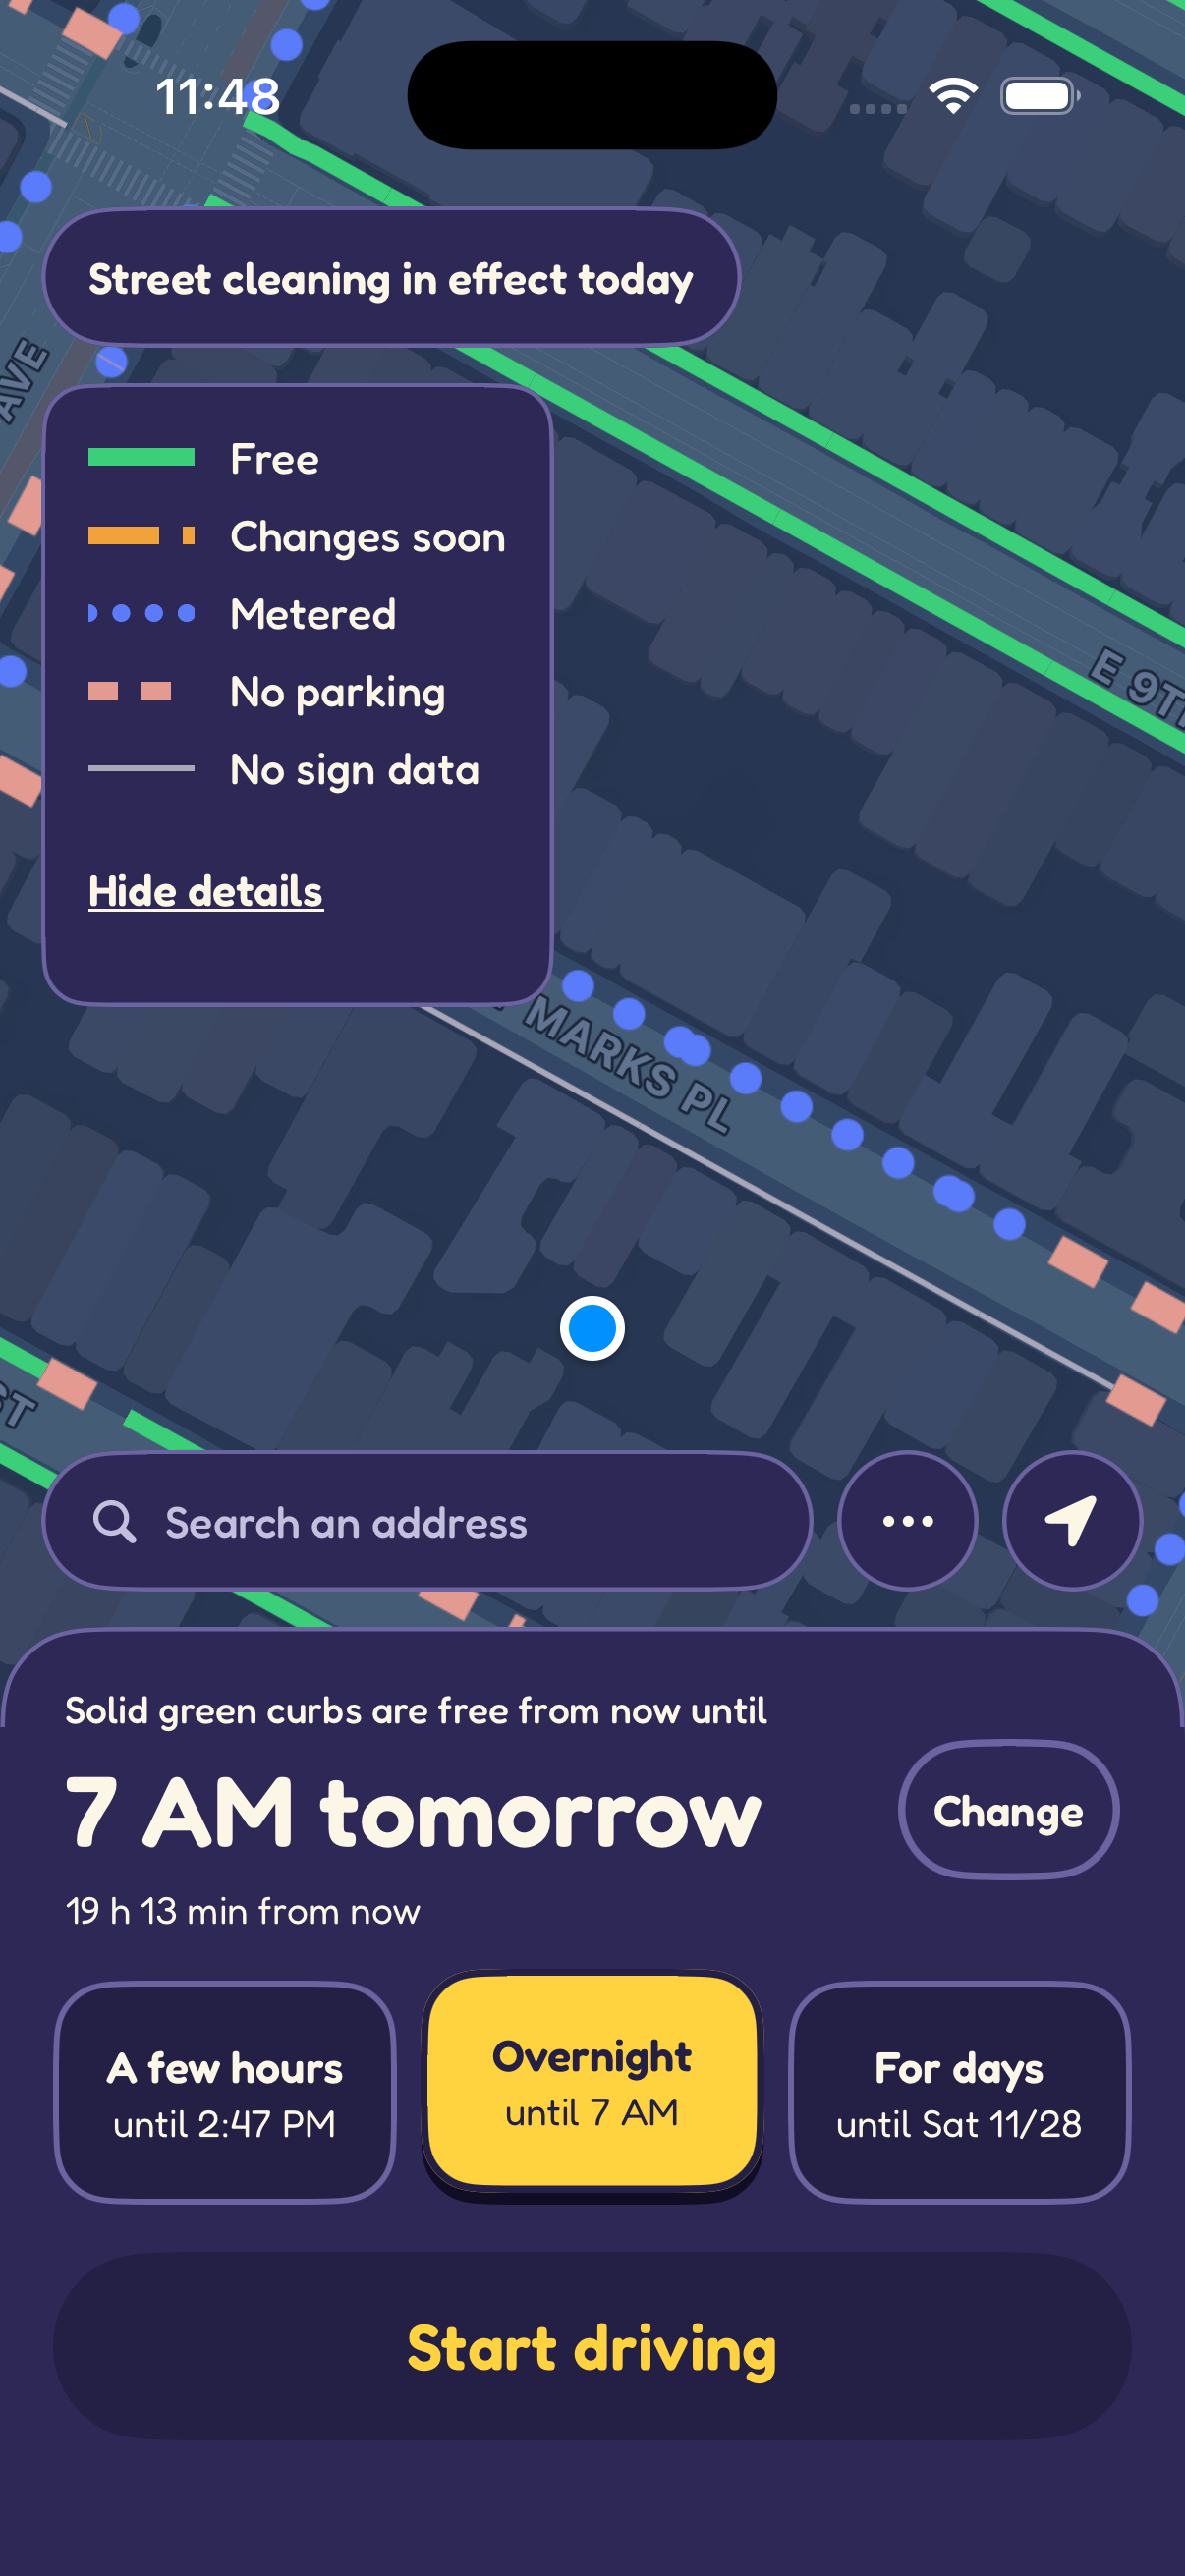 11:48
Street cleaning in effect today
AVE
Free
Changes soon
Metered
No parking
No sign data
Hide details
E 9T
MARKS PL
ST
Search an address
Solid green curbs are free from now until
7 AM tomorrow
Change
19 h 13 min from now
A few hours
until 2:47 PM
Overnight
until 7 AM
For days
until Sat 11/28
Start driving